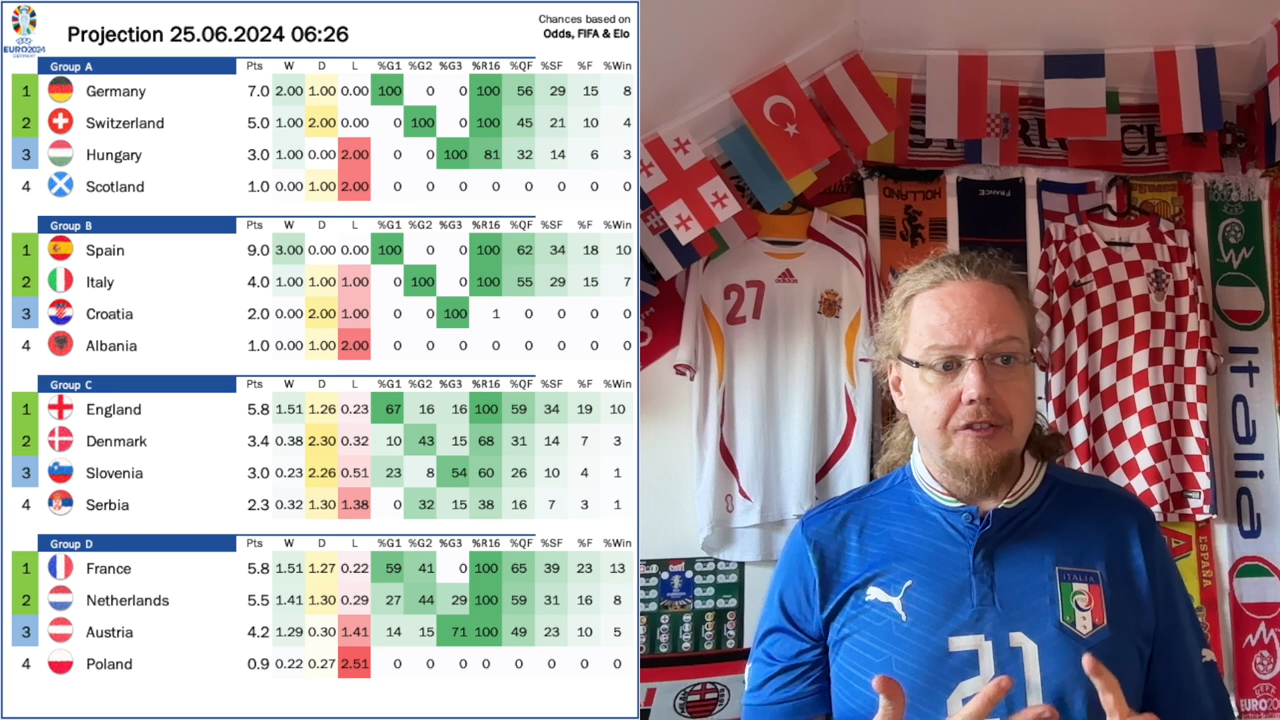 EURO2024
GERMANY
Projection 25.06.2024 06:26
Chances based on
Odds, FIFA & Elo
Group A Pts W D L %G1 %G2 %G3 %R16 %QF %SF %F %Win
1 Germany 7.0 2.00 1.00 0.00 100 0 0 100 56 29 15 8
2 Switzerland 5.0 1.00 2.00 0.00 0 100 0 100 45 21 10 4
3 Hungary 3.0 1.00 0.00 2.00 0 0 100 81 32 14 6 3
4 Scotland 1.0 0.00 1.00 2.00 0 0 0 0 0 0 0 0
Group B Pts W D L %G1 %G2 %G3 %R16 %QF %SF %F %Win
1 Spain 9.0 3.00 0.00 0.00 100 0 0 100 62 34 18 10
2 Italy 4.0 1.00 1.00 1.00 0 100 0 100 55 29 15 7
3 Croatia 2.0 0.00 2.00 1.00 0 0 100 1 0 0 0 0
4 Albania 1.0 0.00 1.00 2.00 0 0 0 0 0 0 0 0
Group C Pts W D L %G1 %G2 %G3 %R16 %QF %SF %F %Win
1 England 5.8 1.51 1.26 0.23 67 16 16 100 59 34 19 10
2 Denmark 3.4 0.38 2.30 0.32 10 43 15 68 31 14 7 3
3 Slovenia 3.0 0.23 2.26 0.51 23 8 54 60 26 10 4 1
4 Serbia 2.3 0.32 1.30 1.38 0 32 15 38 16 7 3 1
Group D Pts W D L %G1 %G2 %G3 %R16 %QF %SF %F %Win
1 France 5.8 1.51 1.27 0.22 59 41 0 100 65 39 23 13
2 Netherlands 5.5 1.41 1.30 0.29 27 44 29 100 59 31 16 8
3 Austria 4.2 1.29 0.30 1.41 14 15 71 100 49 23 10 5
4 Poland 0.9 0.22 0.27 2.51 0 0 0 0 0 0 0 0
HOLLAND
FRANCE
adidas
27
8
Italia
ESPAÑA
ITALIA
21
MILAN
EURO20